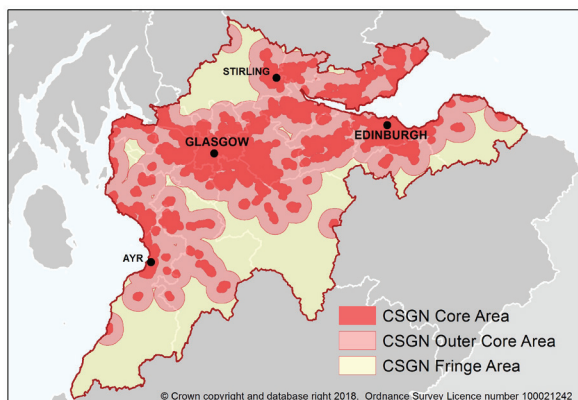 STIRLING
EDINBURGH
GLASGOW
AYR
CSGN Core Area
CSGN Outer Core Area
CSGN Fringe Area
© Crown copyright and database right 2018. Ordnance Survey Licence number 100021242